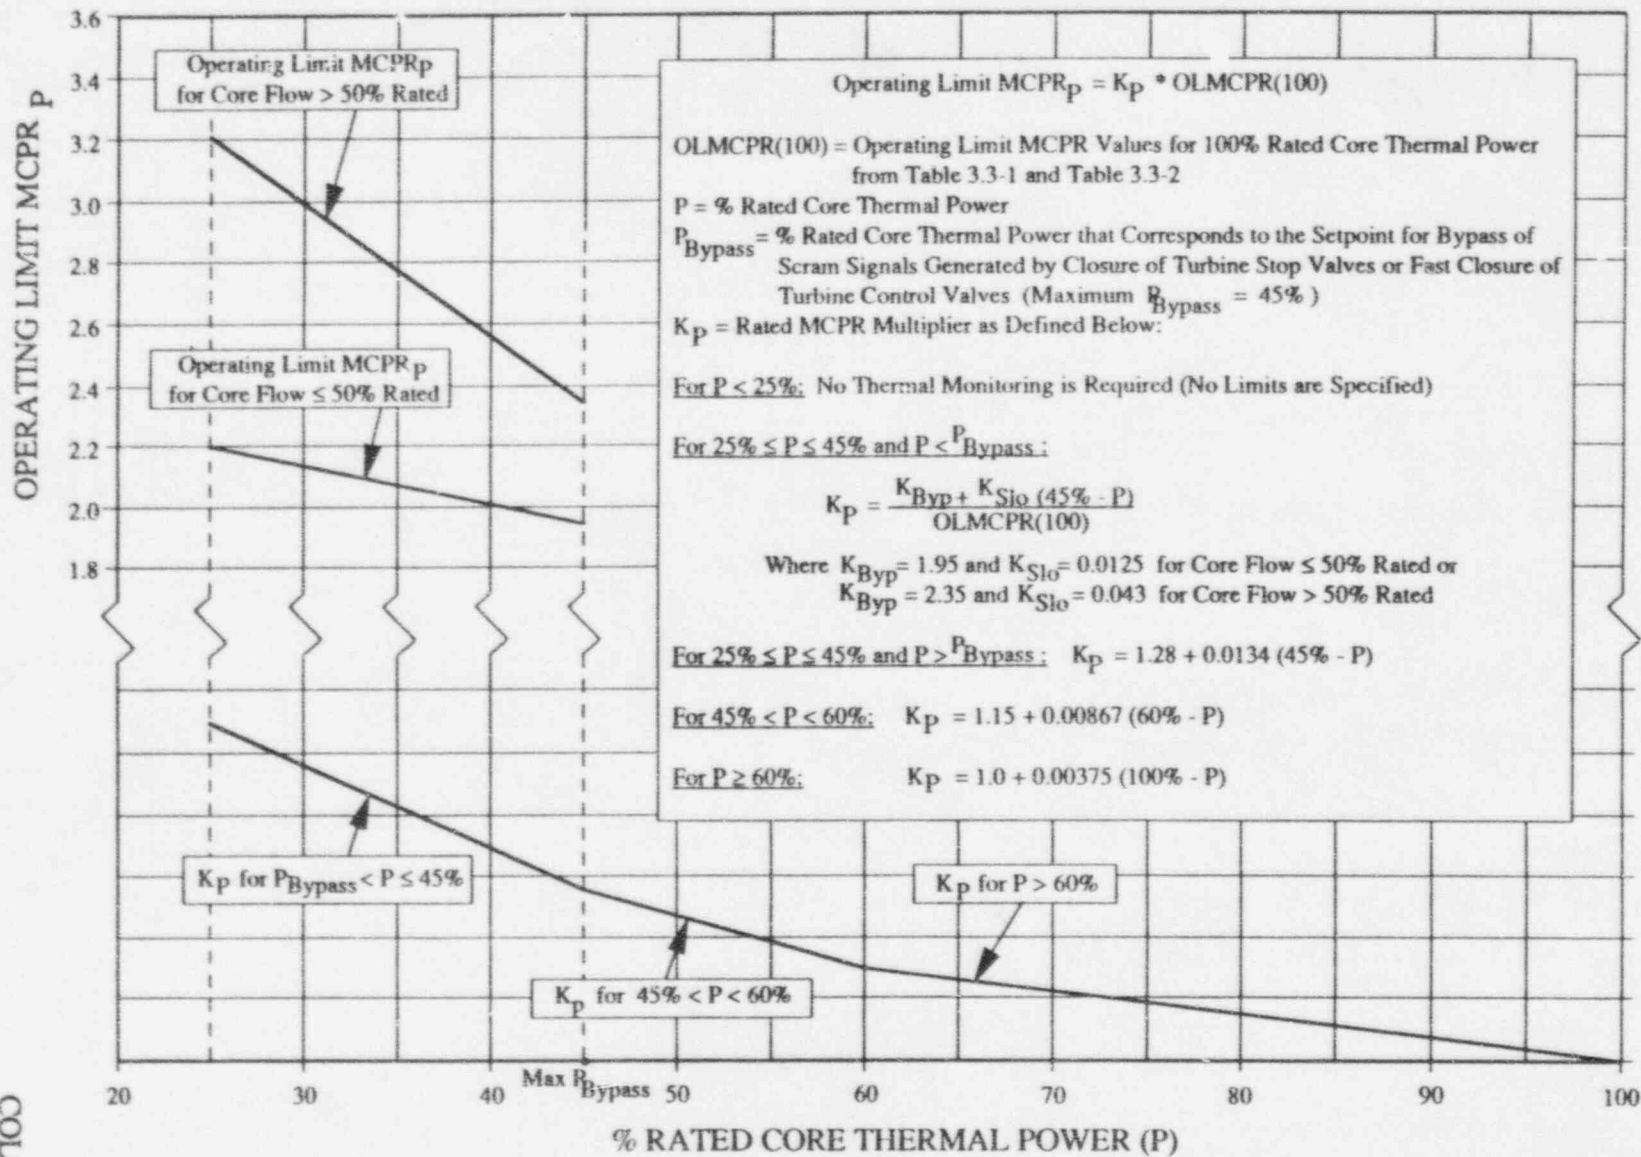 OPERATING LIMIT MCPR P
3.6
3.4
3.2
3.0
2.8
2.6
2.4
2.2
2.0
1.8
Operating Limit MCPRp
for Core Flow > 50% Rated
Operating Limit MCPR p
for Core Flow ≤ 50% Rated
Operating Limit MCPRp = Kp * OLMCPR(100)
OLMCPR(100) = Operating Limit MCPR Values for 100% Rated Core Thermal Power
from Table 3.3-1 and Table 3.3-2
P = % Rated Core Thermal Power
PBypass = % Rated Core Thermal Power that Corresponds to the Setpoint for Bypass of
Scram Signals Generated by Closure of Turbine Stop Valves or Fast Closure of
Turbine Control Valves (Maximum PBypass = 45% )
Kp = Rated MCPR Multiplier as Defined Below:
For P < 25%: No Thermal Monitoring is Required (No Limits are Specified)
For 25% ≤ P ≤ 45% and P < PBypass :
Kp = KByp + KSlo (45% - P)
OLMCPR(100)
Where KByp = 1.95 and KSlo = 0.0125 for Core Flow ≤ 50% Rated or
KByp = 2.35 and KSlo = 0.043 for Core Flow > 50% Rated
For 25% ≤ P ≤ 45% and P > PBypass : Kp = 1.28 + 0.0134 (45% - P)
For 45% < P < 60%: Kp = 1.15 + 0.00867 (60% - P)
For P ≥ 60%: Kp = 1.0 + 0.00375 (100% - P)
Kp for PBypass < P ≤ 45%
Kp for 45% < P < 60%
Kp for P > 60%
20
30
40
Max PBypass
50
60
70
80
90
100
% RATED CORE THERMAL POWER (P)